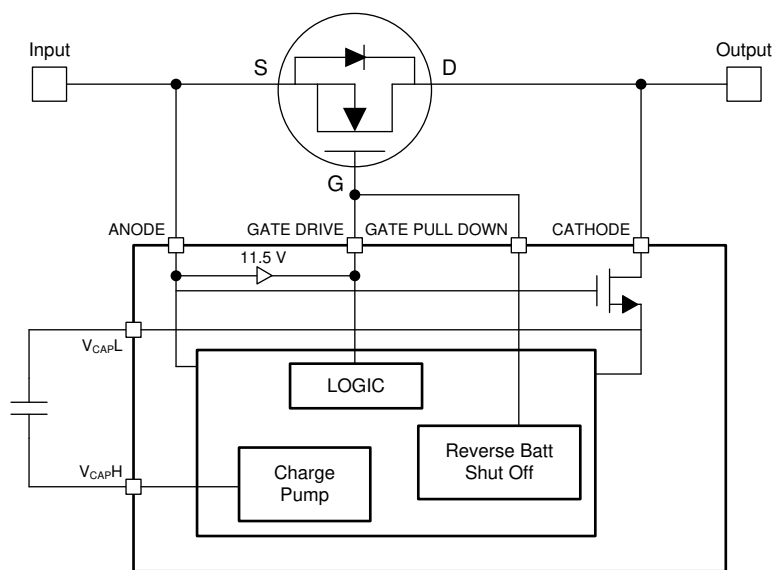 Input
Output
S
D
G
ANODE
GATE DRIVE
GATE PULL DOWN
CATHODE
11.5 V
VCAPL
LOGIC
Reverse Batt
Shut Off
VCAPH
Charge
Pump